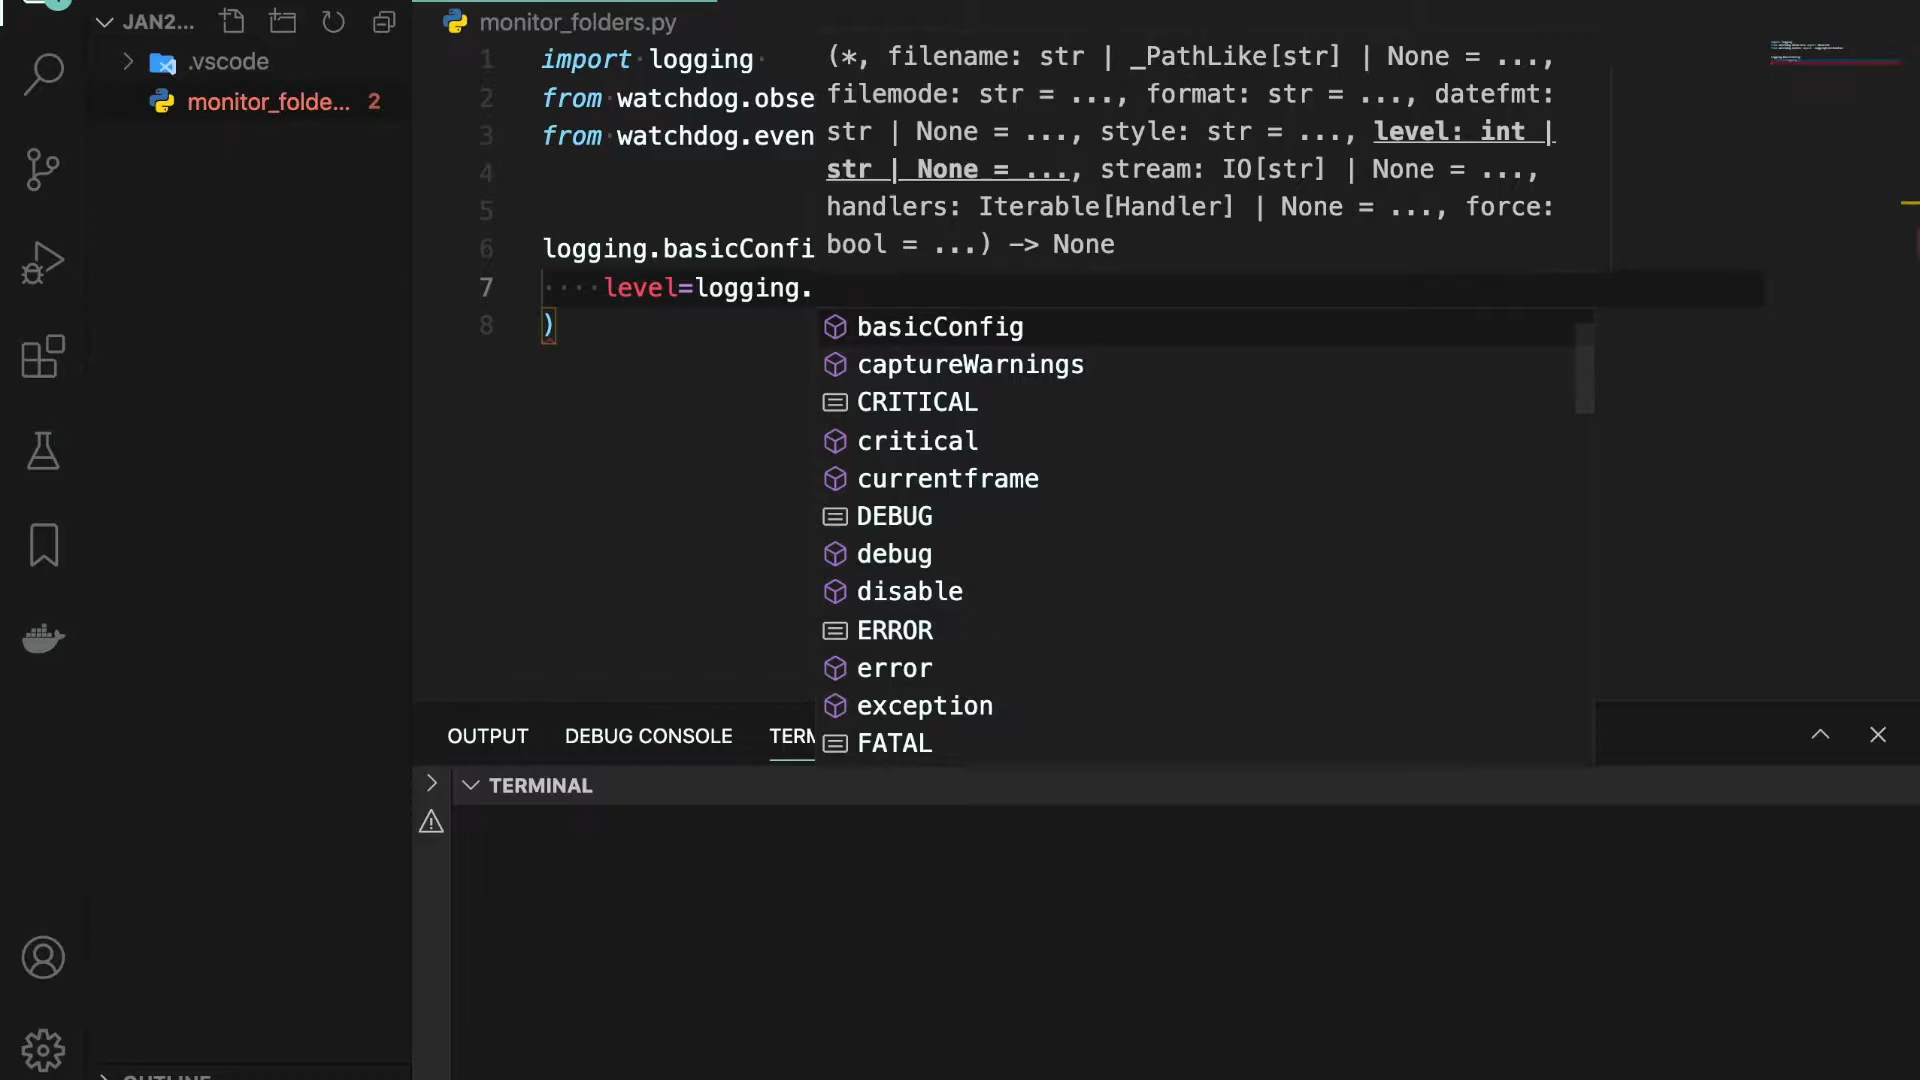 JAN2...
.vscode
monitor_folde... 2
monitor_folders.py
1 import logging
2 from watchdog.obse
3 from watchdog.even
4
5
6 logging.basicConfi
7 level=logging.
8 )
(*, filename: str | _PathLike[str] | None = ...,
filemode: str = ..., format: str = ..., datefmt:
str | None = ..., style: str = ..., level: int |
str | None = ..., stream: IO[str] | None = ...,
handlers: Iterable[Handler] | None = ..., force:
bool = ...) -> None
basicConfig
captureWarnings
CRITICAL
critical
currentframe
DEBUG
debug
disable
ERROR
error
exception
FATAL
OUTPUT DEBUG CONSOLE TERM
TERMINAL
OUTLINE